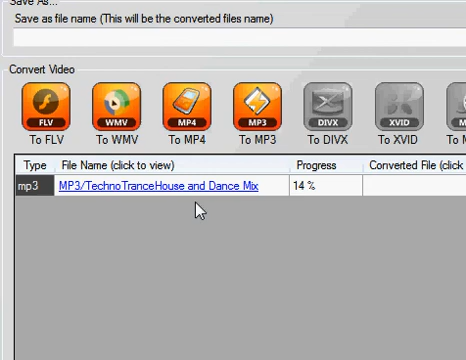 Save As...
Save as file name (This will be the converted files name)
Convert Video
FLV WMV MP4 MP3 DIVX XVID
To FLV To WMV To MP4 To MP3 To DIVX To XVID To
Type File Name (click to view) Progress Converted File (click
mp3 MP3/TechnoTranceHouse and Dance Mix 14 %